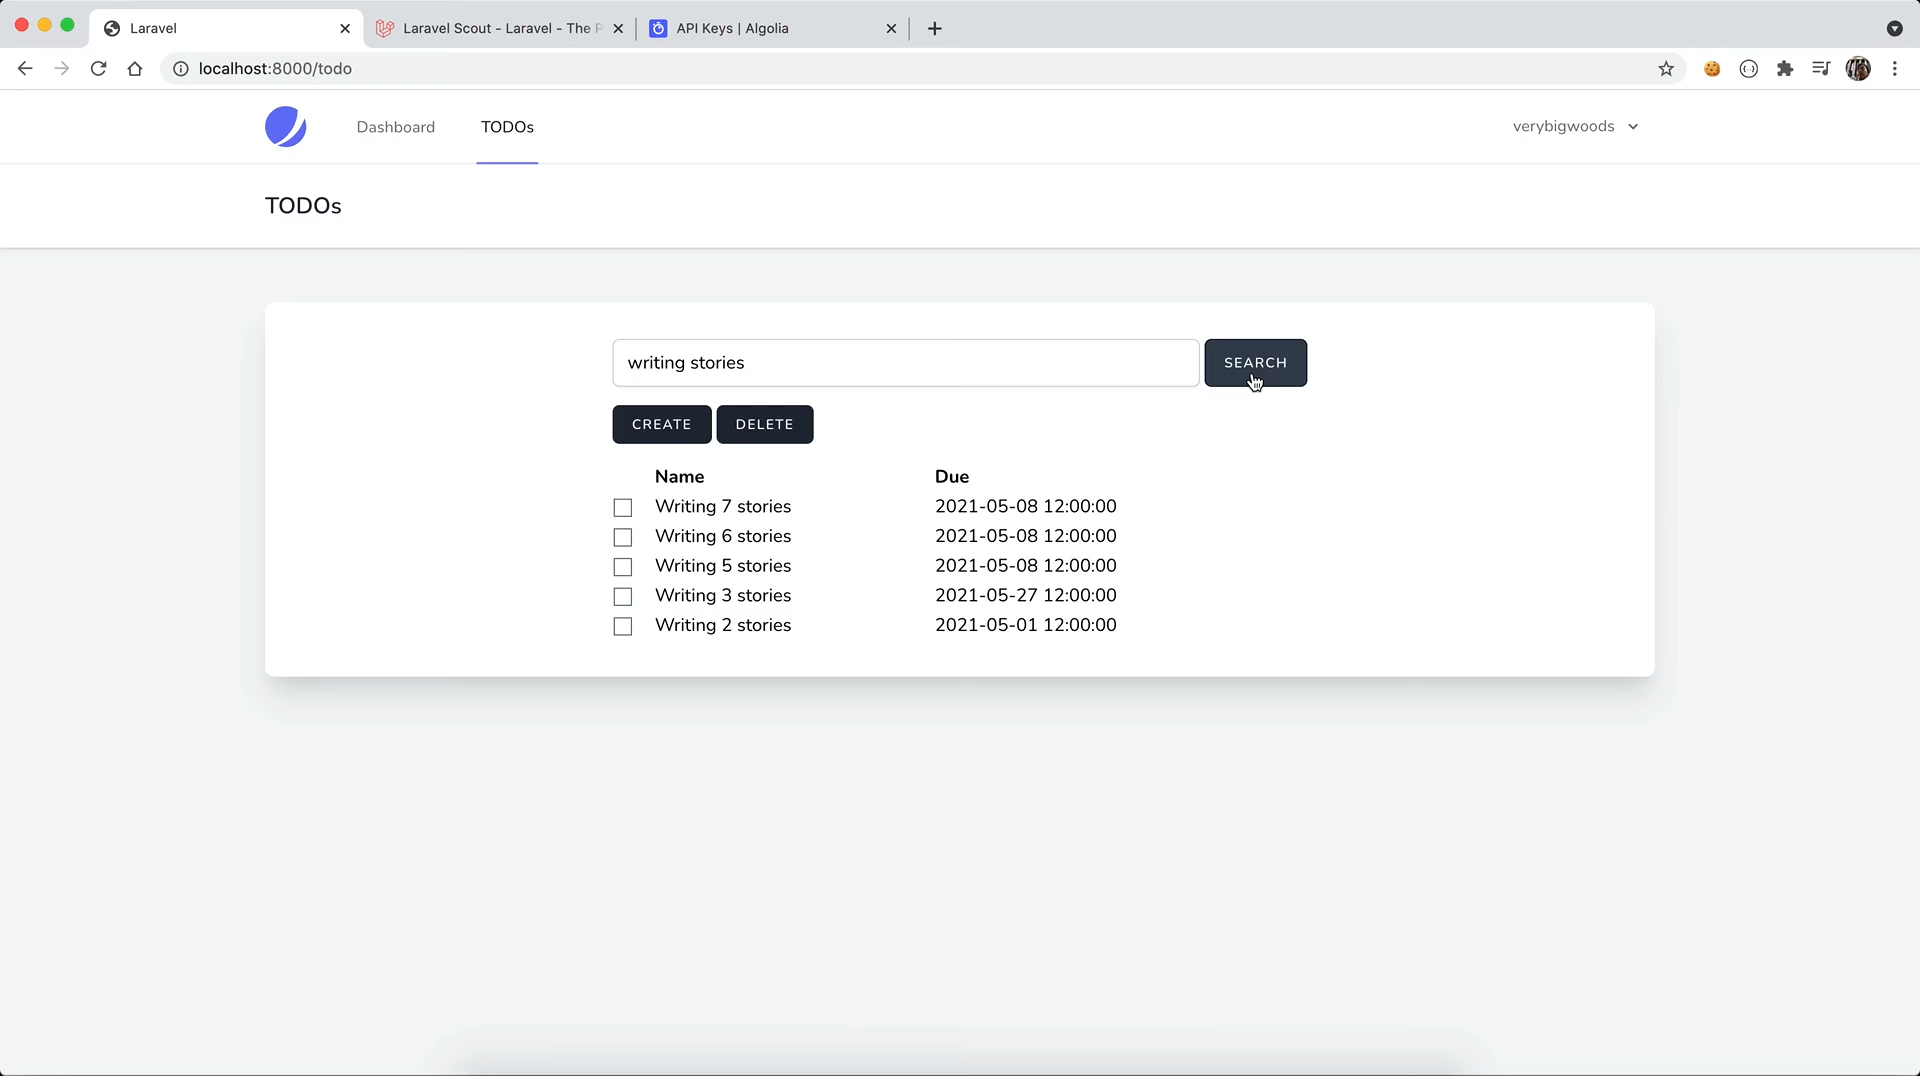 Laravel
Laravel Scout - Laravel - The P
API Keys | Algolia
localhost:8000/todo
Dashboard
TODOs
verybigwoods
TODOs
writing stories
SEARCH
CREATE
DELETE
Name Due
Writing 7 stories 2021-05-08 12:00:00
Writing 6 stories 2021-05-08 12:00:00
Writing 5 stories 2021-05-08 12:00:00
Writing 3 stories 2021-05-27 12:00:00
Writing 2 stories 2021-05-01 12:00:00